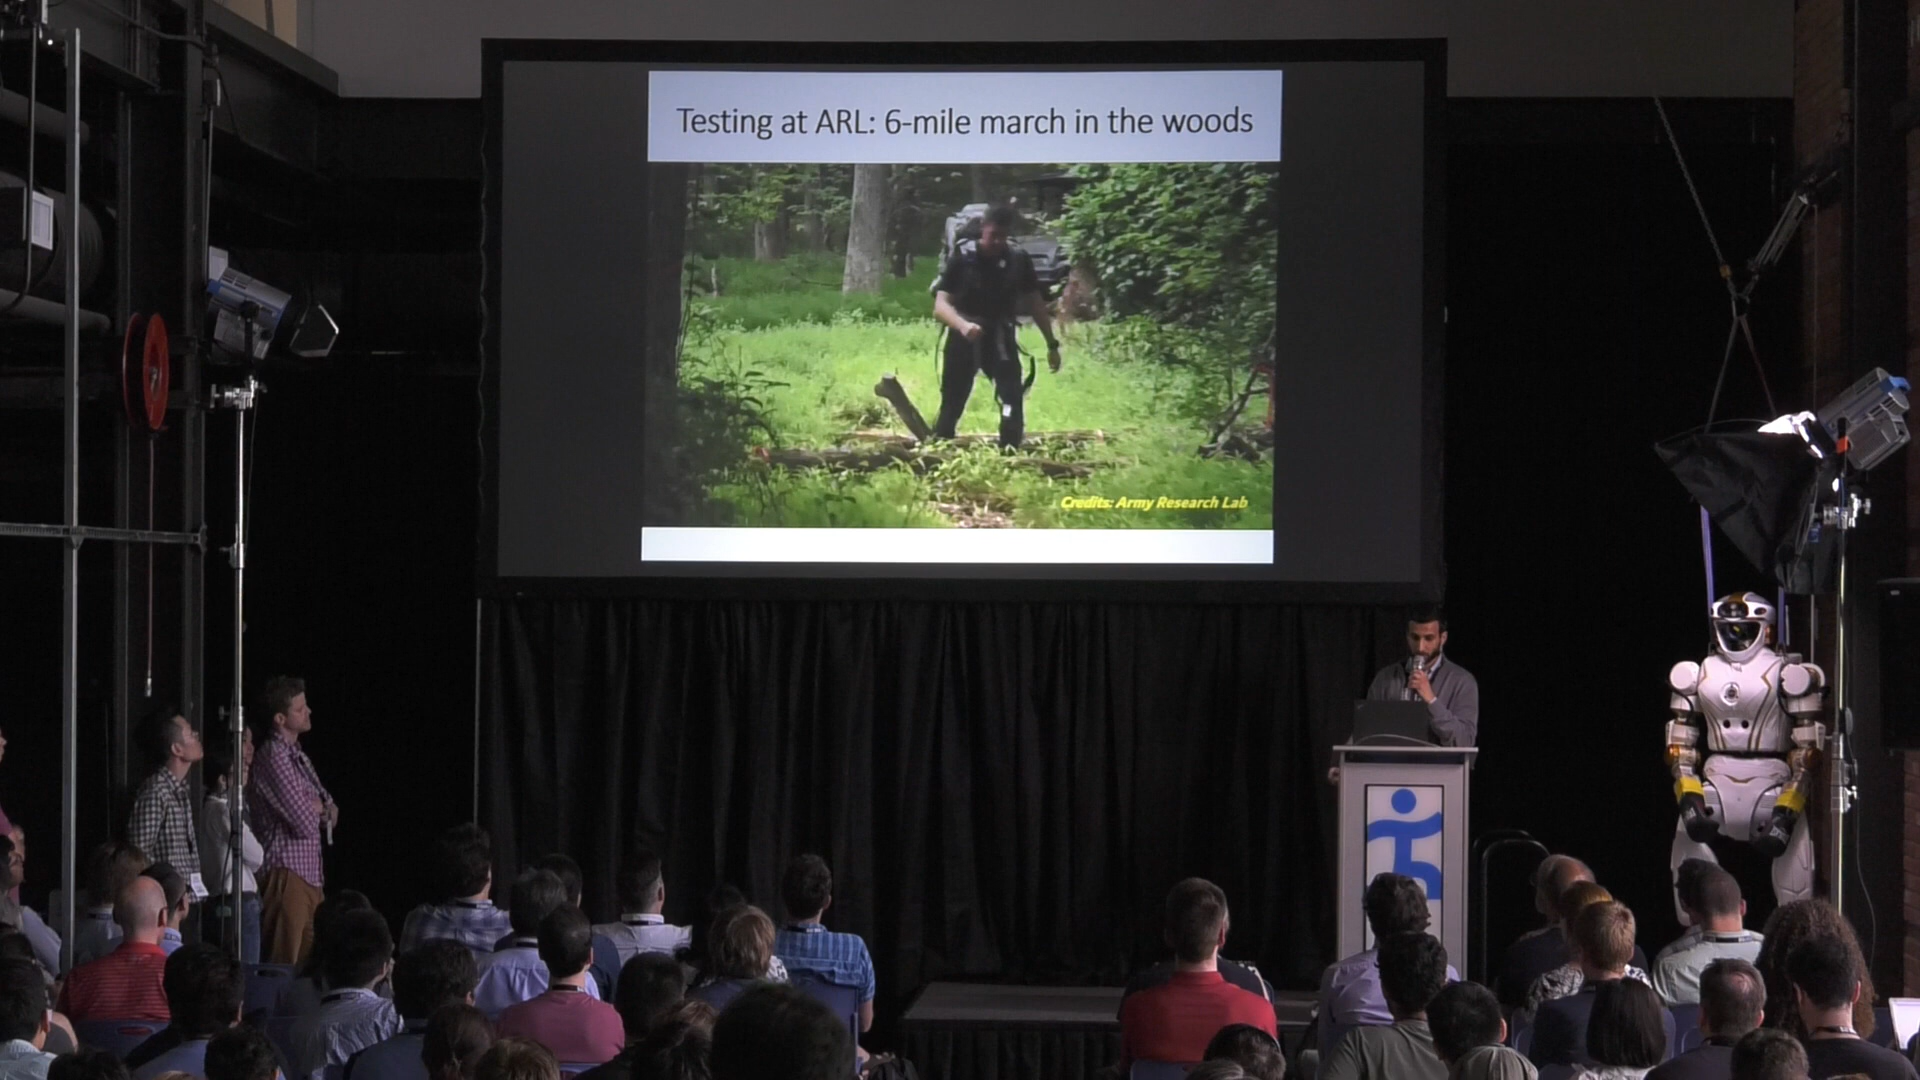 Testing at ARL: 6-mile march in the woods
Credits: Army Research Lab